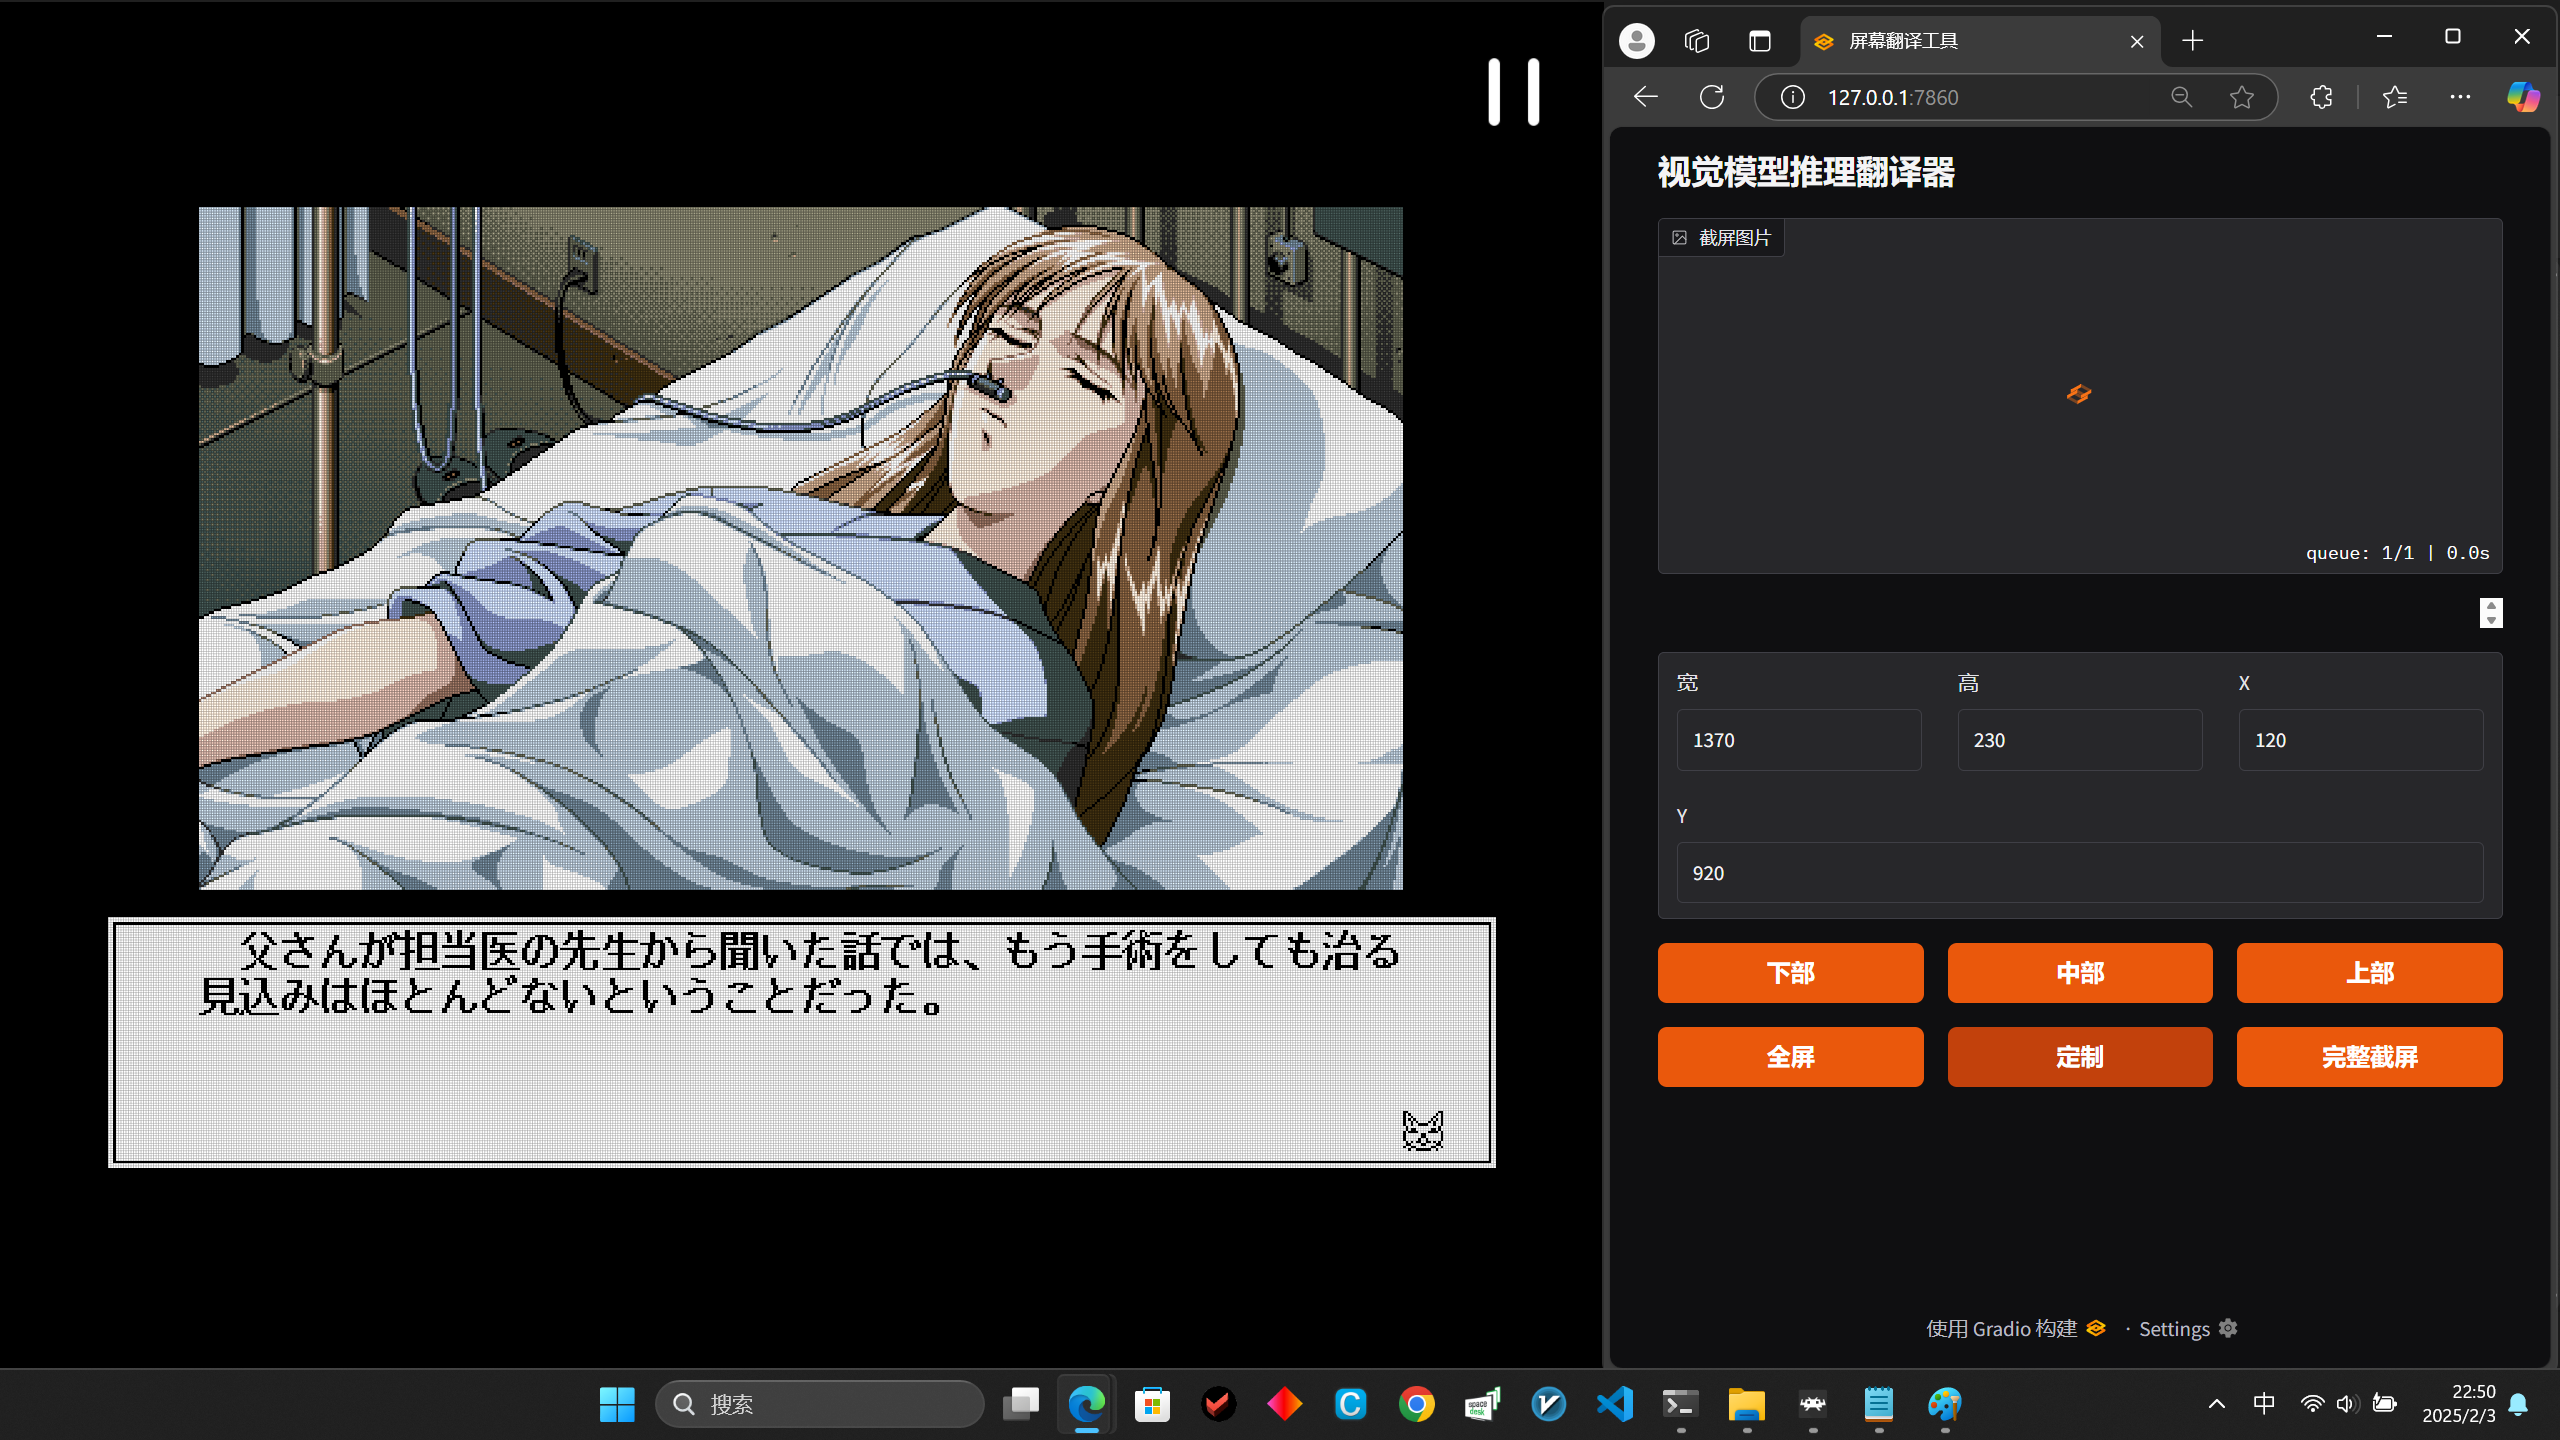 父さんが担当医の先生から聞いた話では、もう手術をしても治る
見込みはほとんどないということだった。
屏幕翻译工具
127.0.0.1:7860
视觉模型推理翻译器
截屏图片
queue: 1/1 | 0.0s
宽 高 X
1370 230 120
Y
920
下部 中部 上部
全屏 定制 完整截屏
使用 Gradio 构建 · Settings
搜索
space desk
中
22:50
2025/2/3